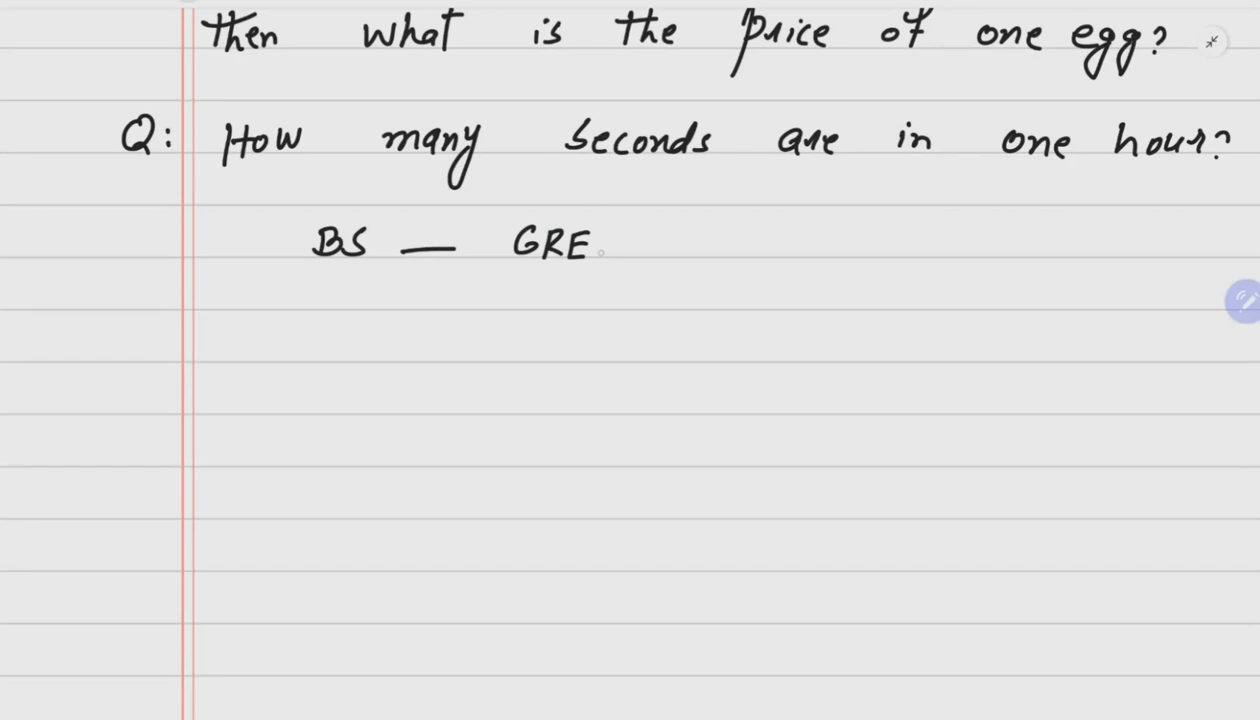 Then what is the price of one egg?
Q: How many seconds are in one hour?
BS — GRE